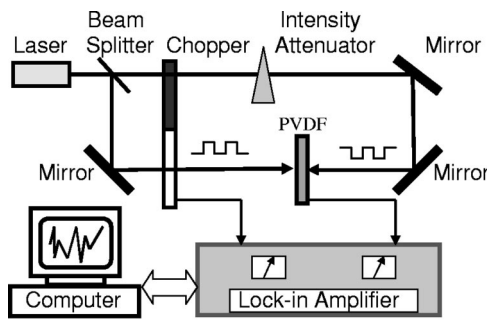 Laser
Beam
Splitter
Chopper
Intensity
Attenuator
Mirror
PVDF
Mirror
Mirror
Computer
Lock-in Amplifier